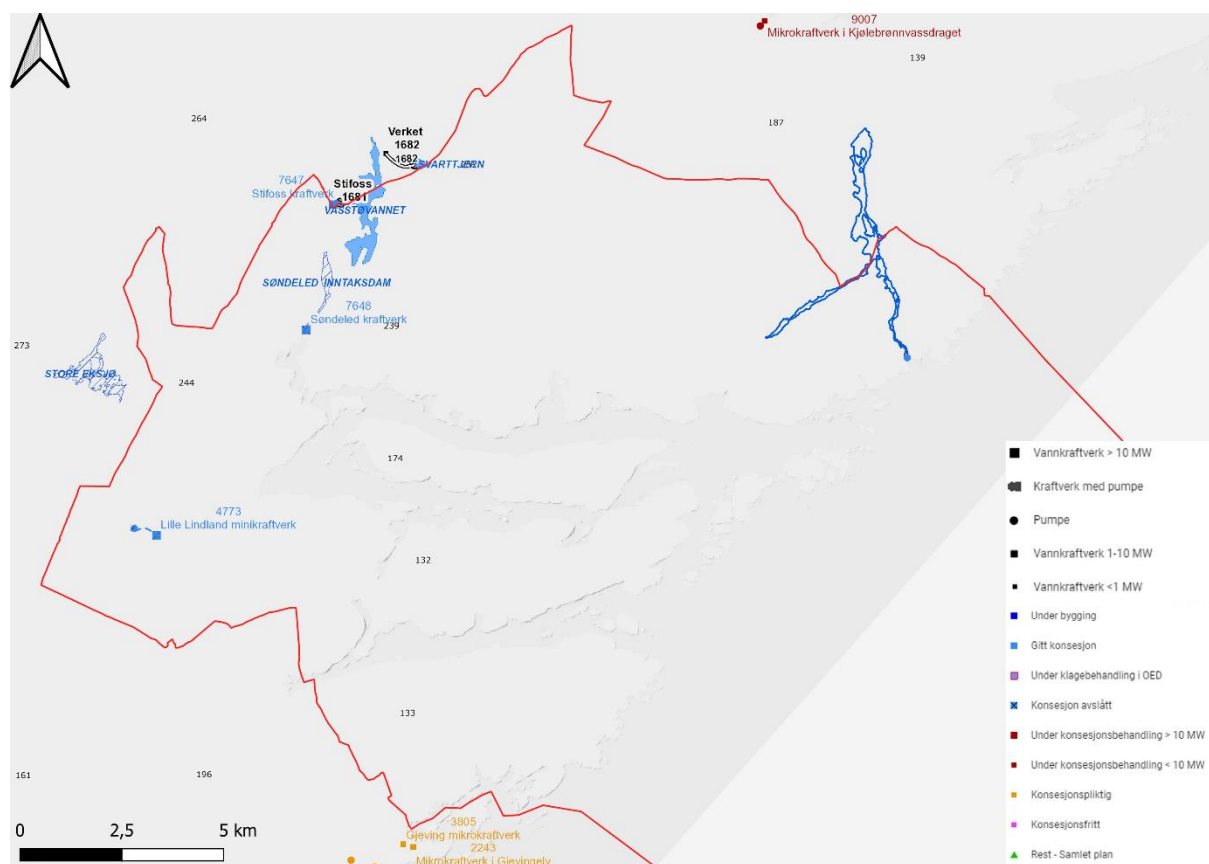 9007
Mikrokraftverk i Kjølebrønnvassdraget
139
264
187
Verket
1682
1682
SVARTTJERN
7647
Stifoss kraftverk
Stifoss
1681
VASSTØVANNET
SØNDELED INNTAKSDAM
7648
Søndeled kraftverk
239
273
STORE EKSJØ.
244
174
4773
Lille Lindland minikraftverk
132
133
161
196
0 2,5 5 km
3805
Gjeving mikrokraftverk
2243
Mikrokraftverk i Gjevingelv
Vannkraftverk > 10 MW
Kraftverk med pumpe
Pumpe
Vannkraftverk 1-10 MW
Vannkraftverk <1 MW
Under bygging
Gitt konsesjon
Under klagebehandling i OED
Konsesjon avslått
Under konsesjonsbehandling > 10 MW
Under konsesjonsbehandling < 10 MW
Konsesjonspliktig
Konsesjonsfritt
Rest - Samlet plan